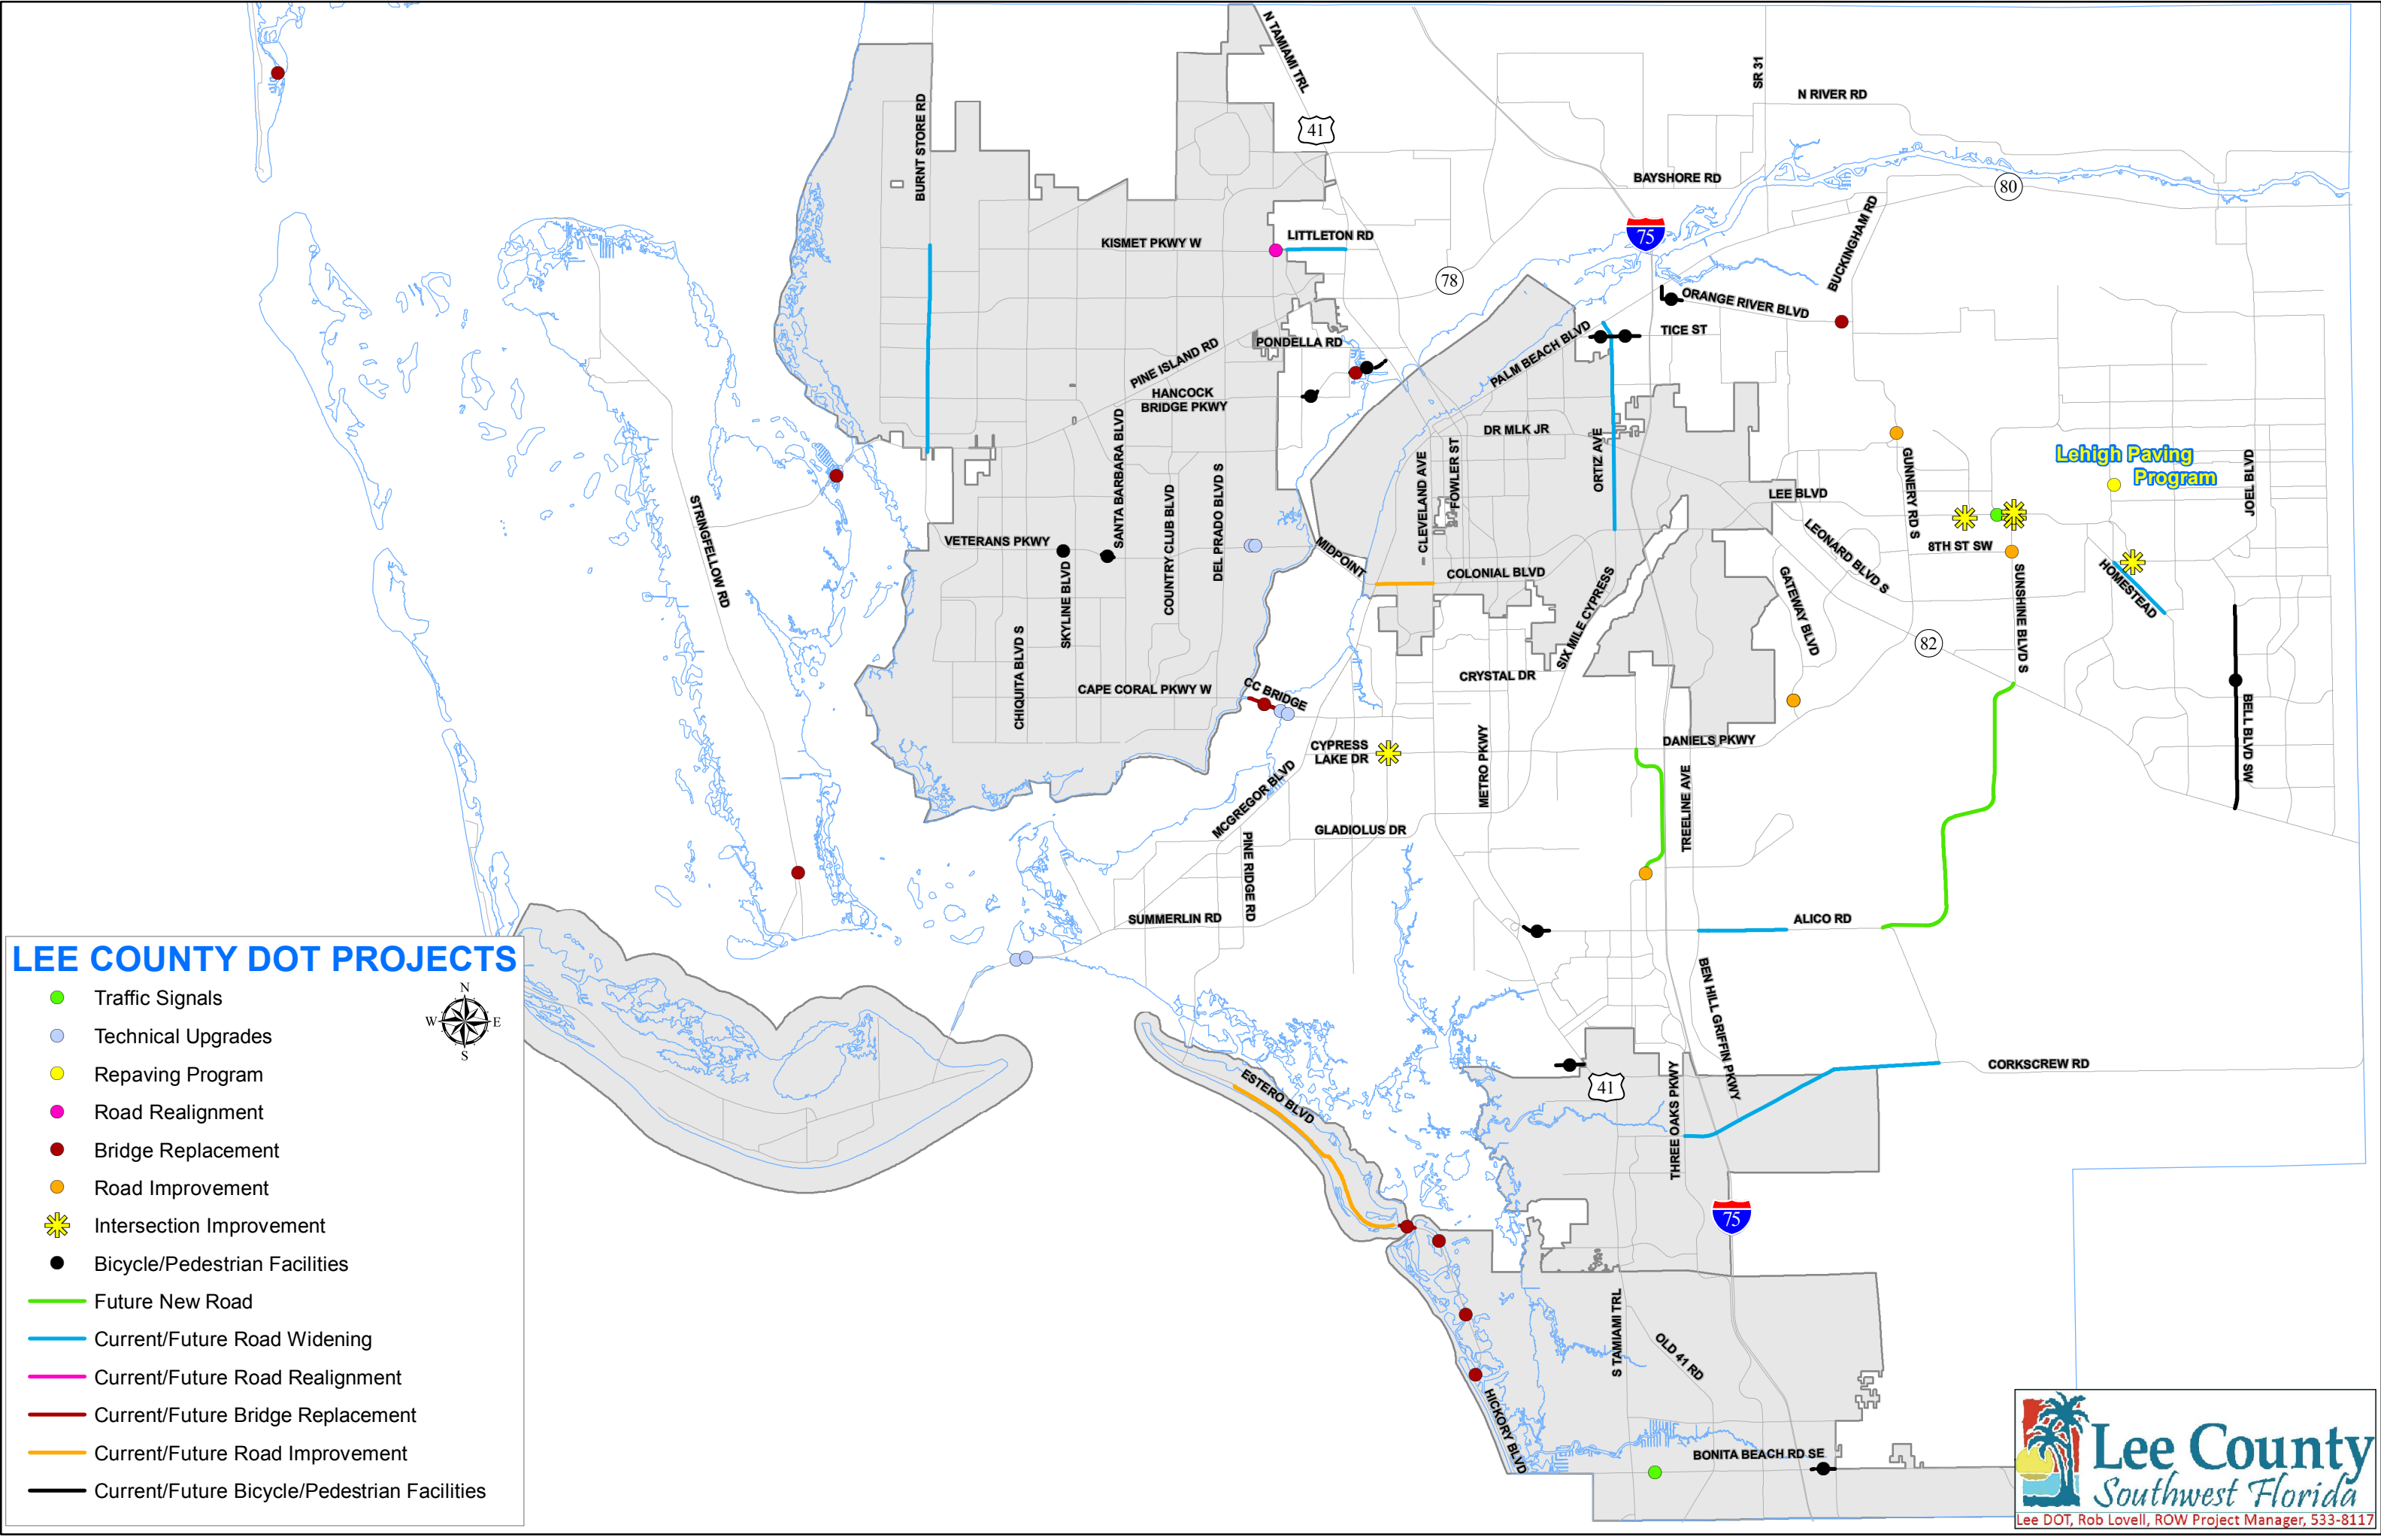 N TAMIAMI TRL
SR 31
N RIVER RD
BURNT STORE RD
41
BAYSHORE RD
80
BUCKINGHAM RD
75
KISMET PKWY W
LITTLETON RD
78
ORANGE RIVER BLVD
TICE ST
PALM BEACH BLVD
PONDELLA RD
PINE ISLAND RD
HANCOCK
BRIDGE PKWY
SANTA BARBARA BLVD
DR MLK JR
ORTIZ AVE
CLEVELAND AVE
FOWLER ST
GUNNERY RD S
Lehigh Paving
Program
JOEL BLVD
STRINGFELLOW RD
COUNTRY CLUB BLVD
DEL PRADO BLVD S
LEE BLVD
LEONARD BLVD S
8TH ST SW
VETERANS PKWY
MIDPOINT
COLONIAL BLVD
SKYLINE BLVD
SIX MILE CYPRESS
GATEWAY BLVD
HOMESTEAD
SUNSHINE BLVD S
82
CHIQUITA BLVD S
CAPE CORAL PKWY W
CC BRIDGE
CRYSTAL DR
BELL BLVD SW
CYPRESS
LAKE DR
METRO PKWY
DANIELS PKWY
TREELINE AVE
MCGREGOR BLVD
GLADIOLUS DR
PINE RIDGE RD
SUMMERLIN RD
ALICO RD
BEN HILL GRIFFIN PKWY
ESTERO BLVD
41
THREE OAKS PKWY
CORKSCREW RD
75
S TAMIAMI TRL
OLD 41 RD
HICKORY BLVD
BONITA BEACH RD SE
LEE COUNTY DOT PROJECTS
N
W E
S
Traffic Signals
Technical Upgrades
Repaving Program
Road Realignment
Bridge Replacement
Road Improvement
Intersection Improvement
Bicycle/Pedestrian Facilities
Future New Road
Current/Future Road Widening
Current/Future Road Realignment
Current/Future Bridge Replacement
Current/Future Road Improvement
Current/Future Bicycle/Pedestrian Facilities
Lee County
Southwest Florida
Lee DOT, Rob Lovell, ROW Project Manager, 533-8117